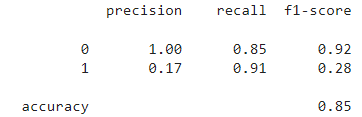 precision recall f1-score
0 1.00 0.85 0.92
1 0.17 0.91 0.28
accuracy 0.85